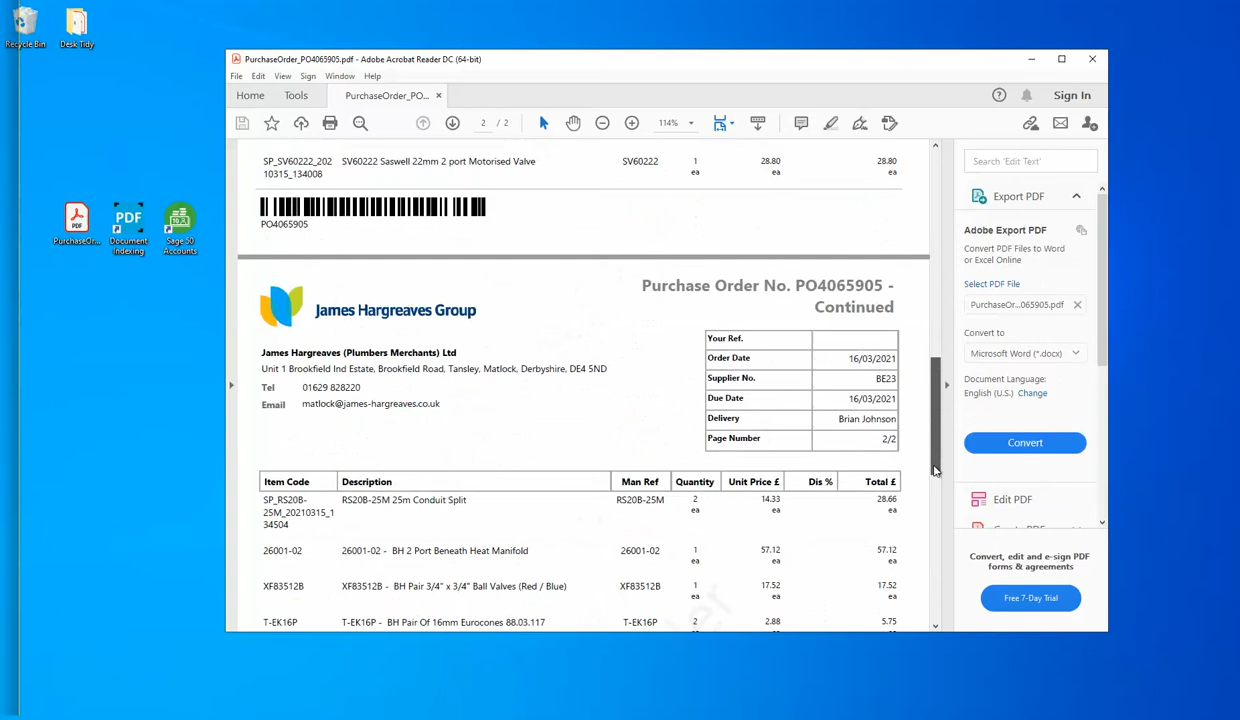 Recycle Bin
Desk Tidy
PurchaseOr...
Document Indexing
Sage 50 Accounts
PurchaseOrder_PO4065905.pdf - Adobe Acrobat Reader DC (64-bit)
File Edit View Sign Window Help
Home Tools PurchaseOrder_PO... × Sign In
2 / 2 114%
SP_SV60222_202 SV60222 Saswell 22mm 2 port Motorised Valve SV60222 1 28.80 28.80
10315_134008 ea ea ea
PO4065905
Purchase Order No. PO4065905 -
Continued
James Hargreaves Group
James Hargreaves (Plumbers Merchants) Ltd
Unit 1 Brookfield Ind Estate, Brookfield Road, Tansley, Matlock, Derbyshire, DE4 5ND
Tel 01629 828220
Email matlock@james-hargreaves.co.uk
Your Ref.
Order Date 16/03/2021
Supplier No. BE23
Due Date 16/03/2021
Delivery Brian Johnson
Page Number 2/2
Item Code Description Man Ref Quantity Unit Price £ Dis % Total £
SP_RS20B- RS20B-25M 25m Conduit Split RS20B-25M 2 14.33 28.66
25M_20210315_1 ea ea ea
34504
26001-02 26001-02 - BH 2 Port Beneath Heat Manifold 26001-02 1 57.12 57.12
ea ea ea
XF83512B XF83512B - BH Pair 3/4" x 3/4" Ball Valves (Red / Blue) XF83512B 1 17.52 17.52
ea ea ea
T-EK16P T-EK16P - BH Pair Of 16mm Eurocones 88.03.117 T-EK16P 2 2.88 5.75
Search 'Edit Text'
Export PDF
Adobe Export PDF
Convert PDF Files to Word
or Excel Online
Select PDF File
PurchaseOr...065905.pdf ×
Convert to
Microsoft Word (*.docx)
Document Language:
English (U.S.) Change
Convert
Edit PDF
Convert, edit and e-sign PDF
forms & agreements
Free 7-Day Trial